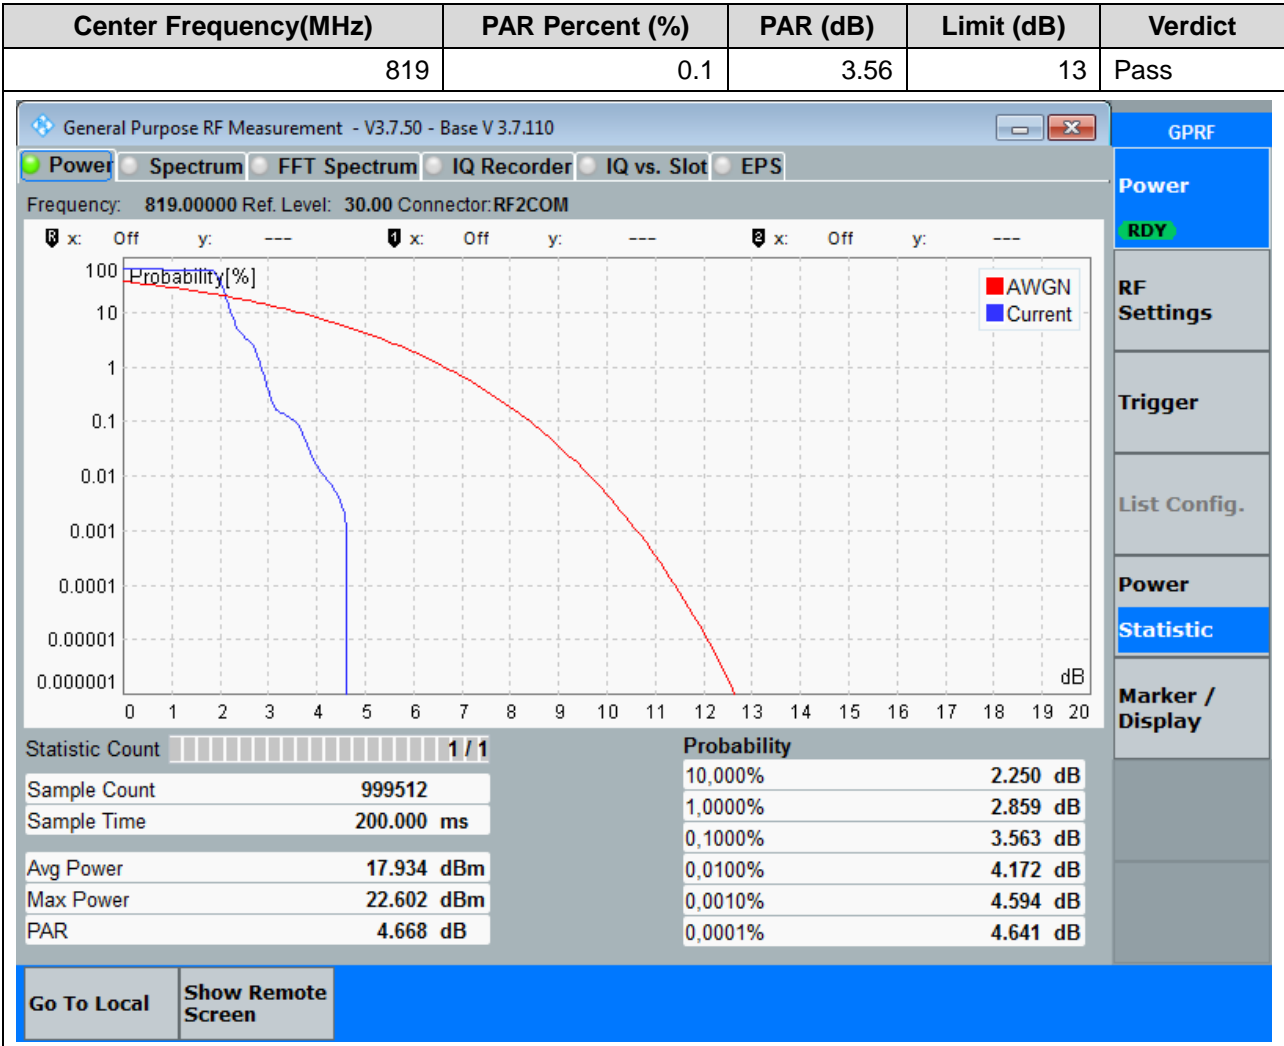 Center Frequency(MHz) PAR Percent (%) PAR (dB) Limit (dB) Verdict
819 0.1 3.56 13 Pass
General Purpose RF Measurement - V3.7.50 - Base V 3.7.110
GPRF
Power Spectrum FFT Spectrum IQ Recorder IQ vs. Slot EPS
Frequency: 819.00000 Ref. Level: 30.00 Connector: RF2COM
R x: Off y: --- 1 x: Off y: --- 2 x: Off y: ---
Probability[%]
100
10
1
0.1
0.01
0.001
0.0001
0.00001
0.000001
AWGN
Current
dB
0 1 2 3 4 5 6 7 8 9 10 11 12 13 14 15 16 17 18 19 20
Statistic Count 1 / 1
Sample Count 999512
Sample Time 200.000 ms
Avg Power 17.934 dBm
Max Power 22.602 dBm
PAR 4.668 dB
Probability
10,000% 2.250 dB
1,0000% 2.859 dB
0,1000% 3.563 dB
0,0100% 4.172 dB
0,0010% 4.594 dB
0,0001% 4.641 dB
Power
RDY
RF
Settings
Trigger
List Config.
Power
Statistic
Marker /
Display
Go To Local
Show Remote
Screen